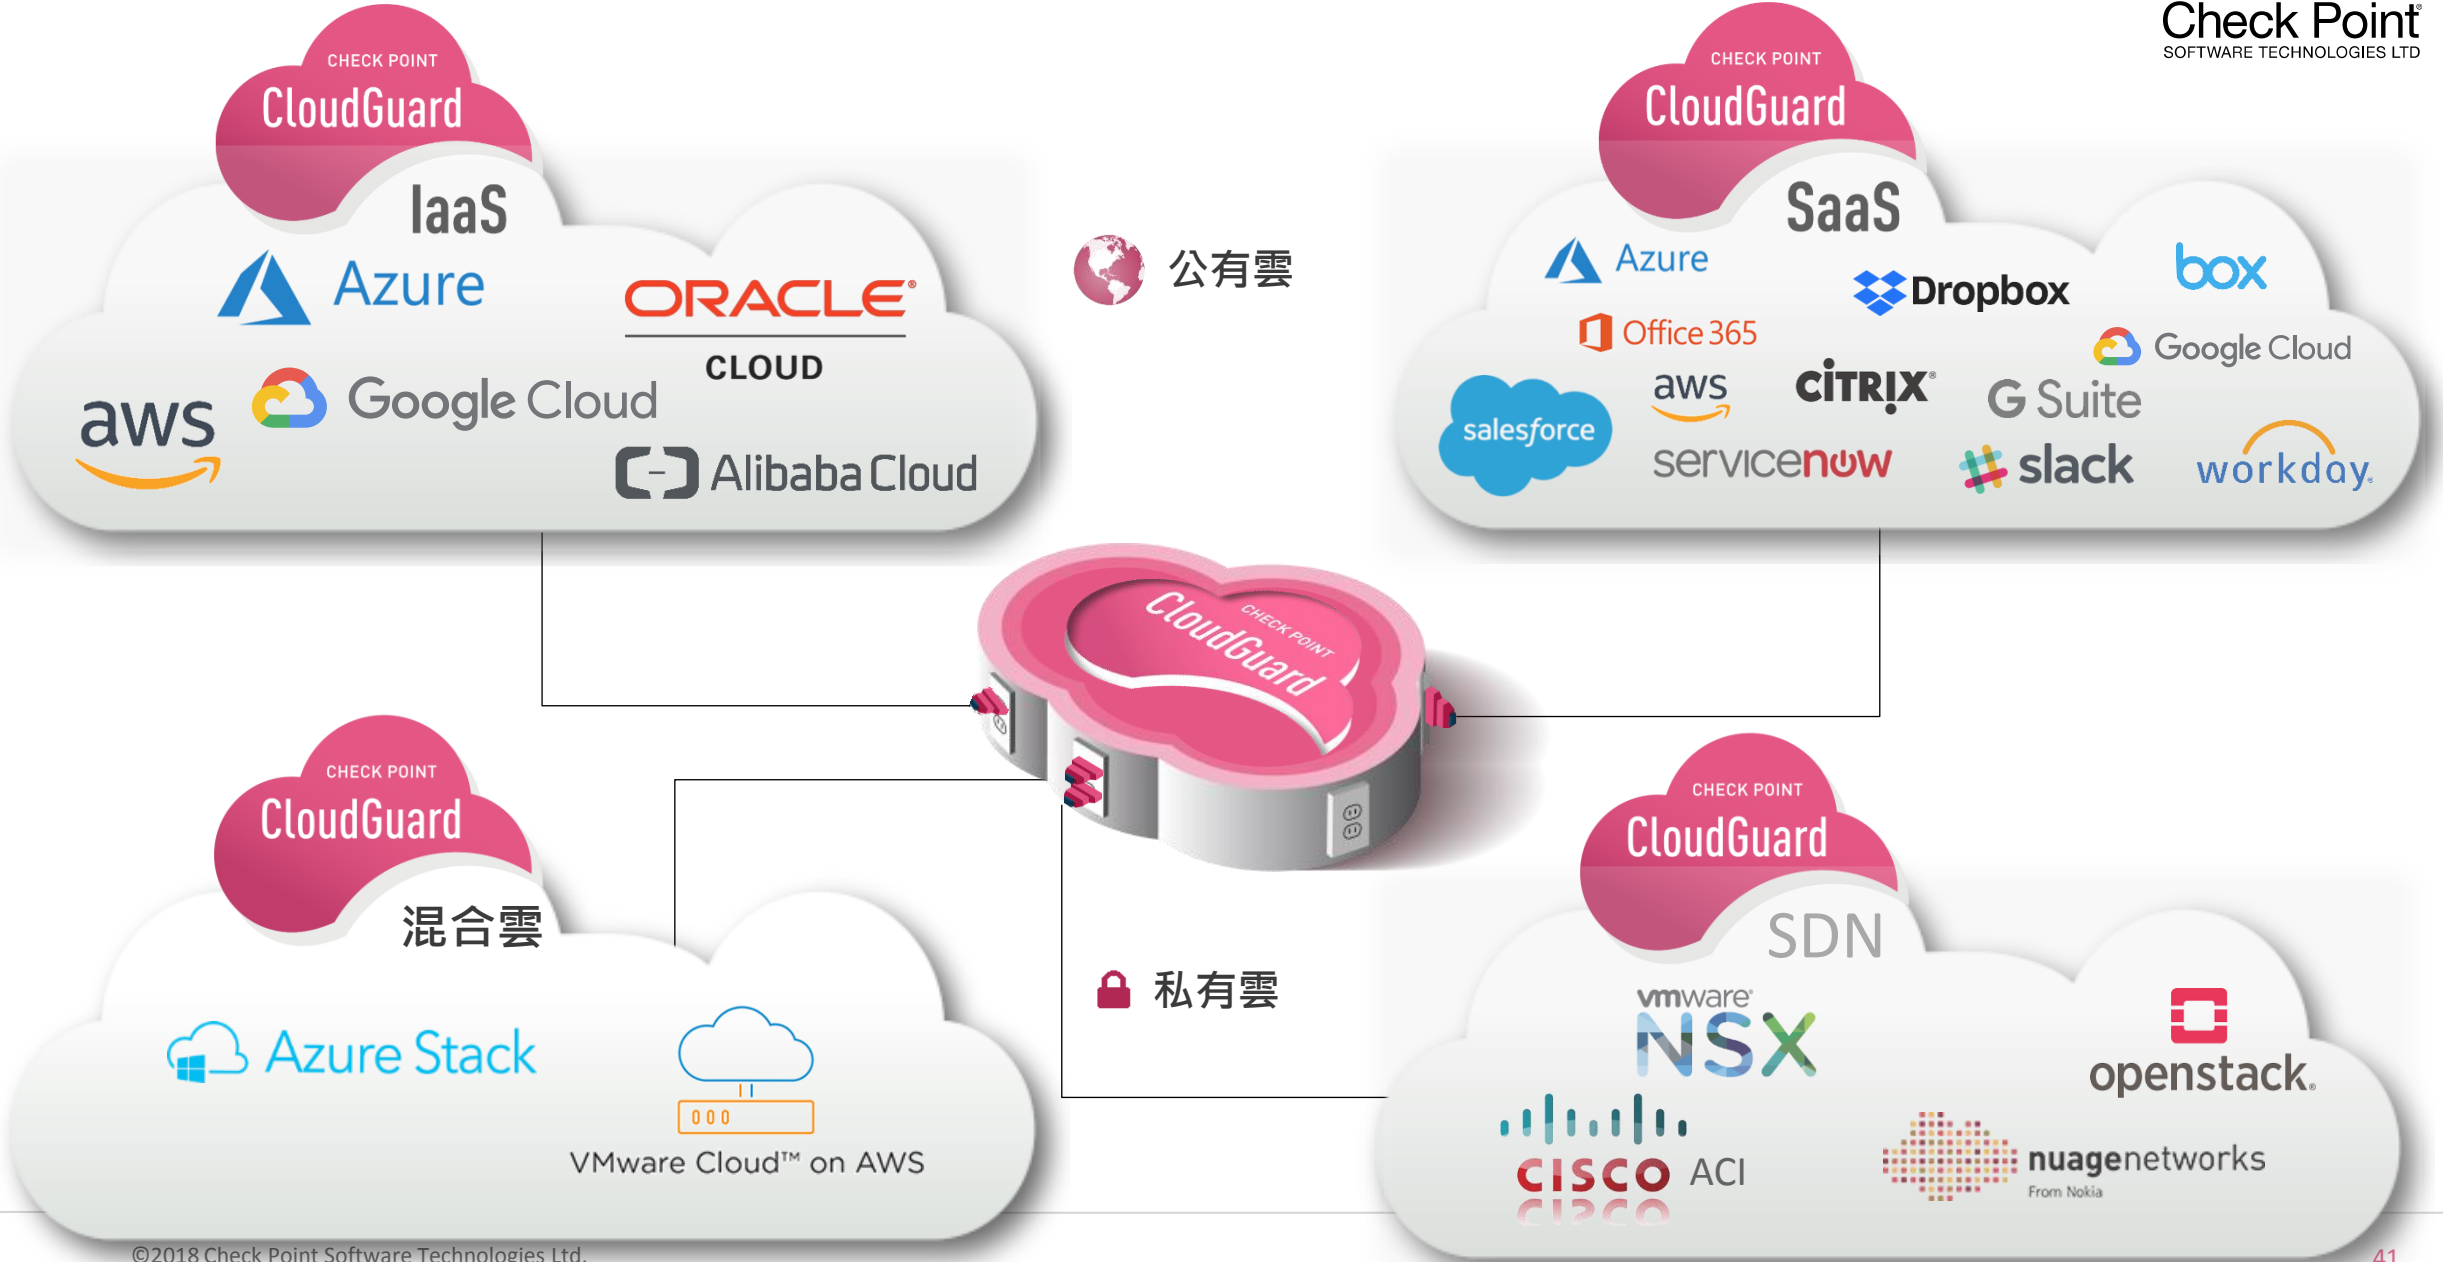 Check Point
SOFTWARE TECHNOLOGIES LTD
CHECK POINT
CloudGuard
IaaS
Azure
ORACLE®
CLOUD
aws
Google Cloud
Alibaba Cloud
公有雲
CHECK POINT
CloudGuard
SaaS
Azure
Dropbox
box
Office 365
Google Cloud
salesforce
aws
CİTRIX®
G Suite
servicenow
slack
workday®
CHECK POINT
CloudGuard
CHECK POINT
CloudGuard
混合雲
Azure Stack
VMware Cloud™ on AWS
私有雲
CHECK POINT
CloudGuard
SDN
vmware®
NSX
openstack®
CISCO ACI
nuagenetworks
From Nokia
©2018 Check Point Software Technologies Ltd.
41